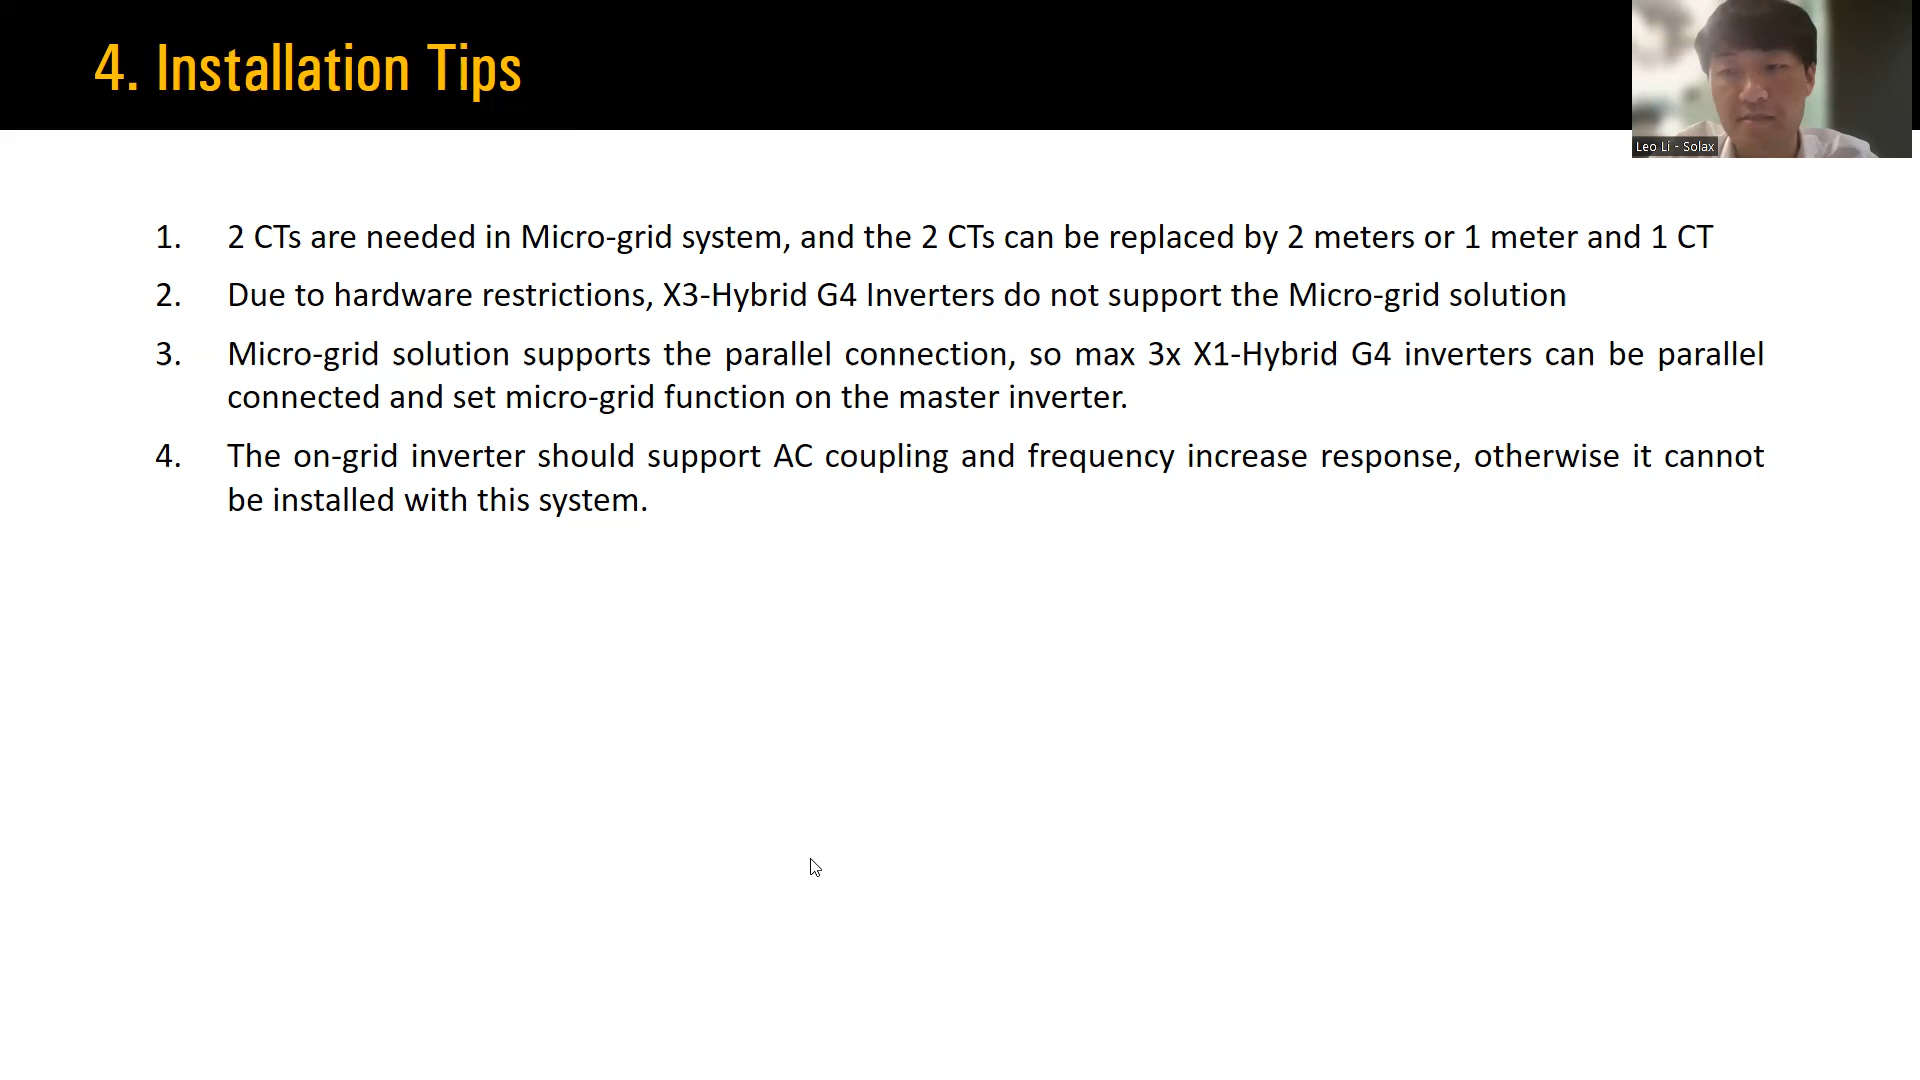 4. Installation Tips
Leo Li - Solax
1. 2 CTs are needed in Micro-grid system, and the 2 CTs can be replaced by 2 meters or 1 meter and 1 CT
2. Due to hardware restrictions, X3-Hybrid G4 Inverters do not support the Micro-grid solution
3. Micro-grid solution supports the parallel connection, so max 3x X1-Hybrid G4 inverters can be parallel
connected and set micro-grid function on the master inverter.
4. The on-grid inverter should support AC coupling and frequency increase response, otherwise it cannot
be installed with this system.